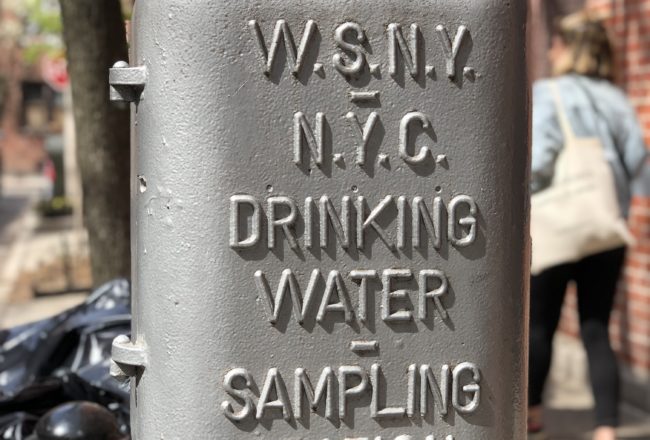 W.S.N.Y.
N.Y.C.
DRINKING
WATER
SAMPLING